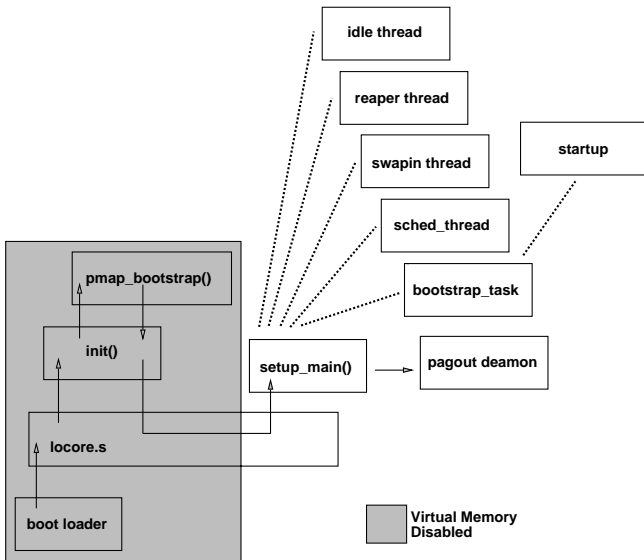 idle thread
reaper thread
swapin thread
startup
sched_thread
pmap_bootstrap()
bootstrap_task
init()
setup_main()
pagout deamon
locore.s
boot loader
Virtual Memory
Disabled